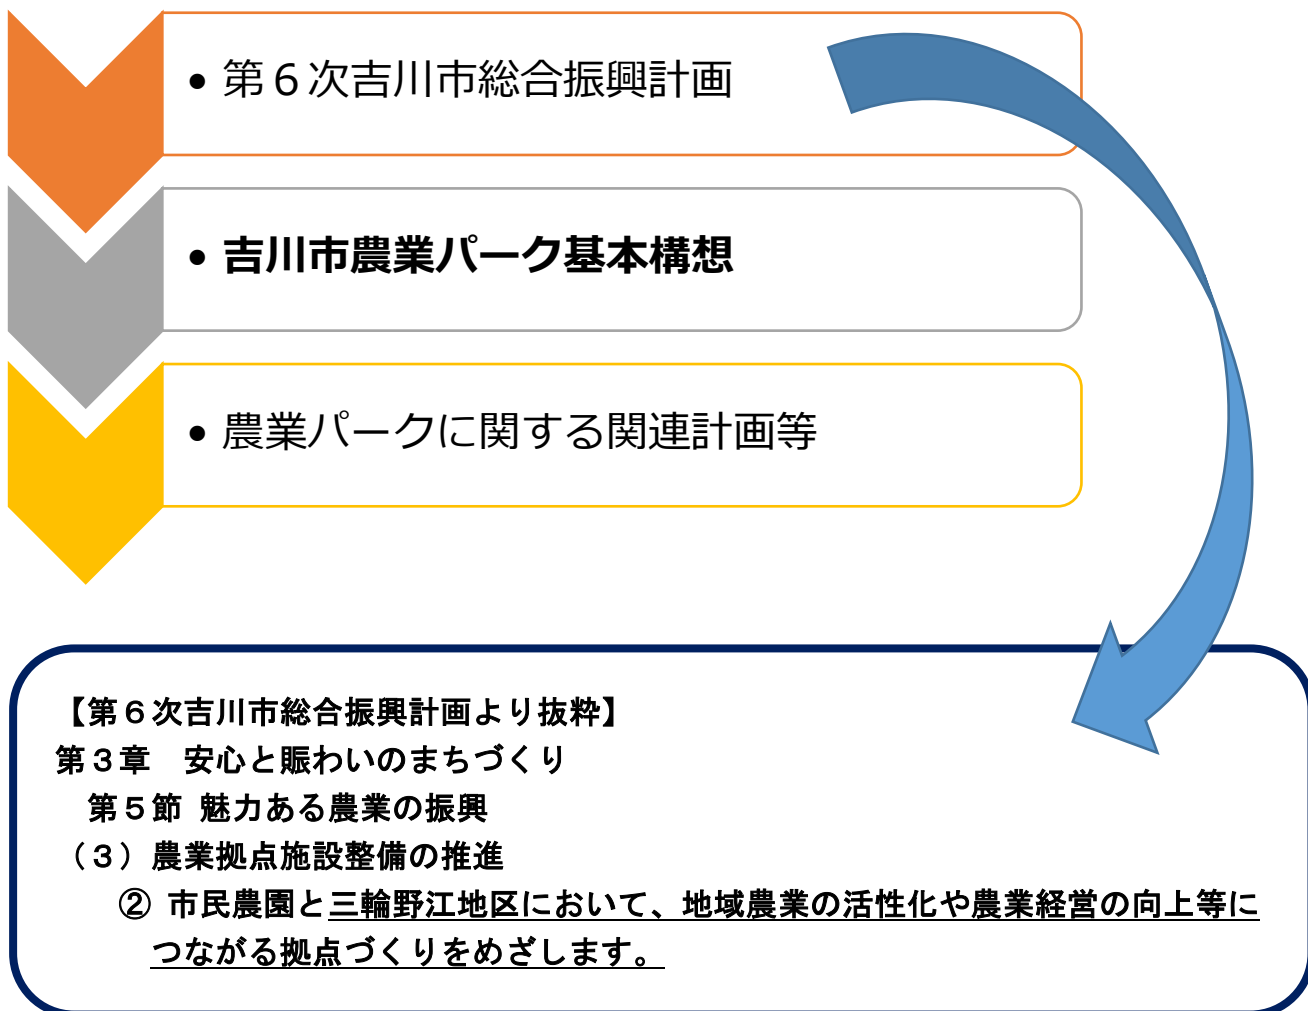 • 第６次吉川市総合振興計画
• 吉川市農業パーク基本構想
• 農業パークに関する関連計画等
【第６次吉川市総合振興計画より抜粋】
第３章　安心と賑わいのまちづくり
第５節 魅力ある農業の振興
（３）農業拠点施設整備の推進
② 市民農園と三輪野江地区において、地域農業の活性化や農業経営の向上等に
つながる拠点づくりをめざします。